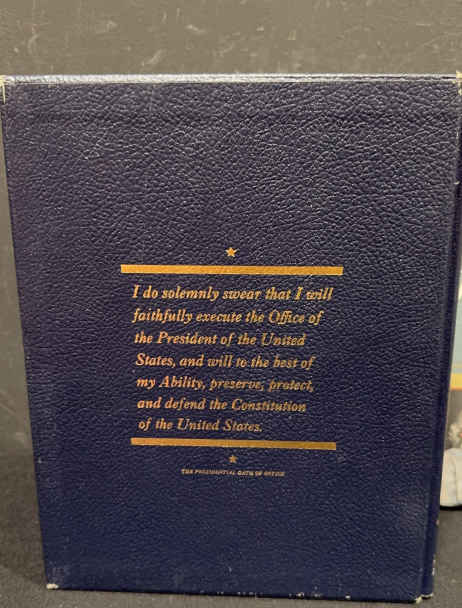 I do solemnly swear that I will
faithfully execute the Office of
the President of the United
States, and will to the best of
my Ability, preserve, protect,
and defend the Constitution
of the United States.
THE PRESIDENTIAL OATH OF OFFICE